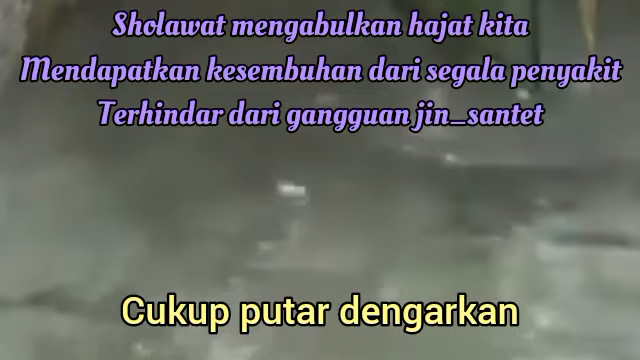 Sholawat mengabulkan hajat kita
Mendapatkan kesembuhan dari segala penyakit
Terhindar dari gangguan jin_santet
Cukup putar dengarkan